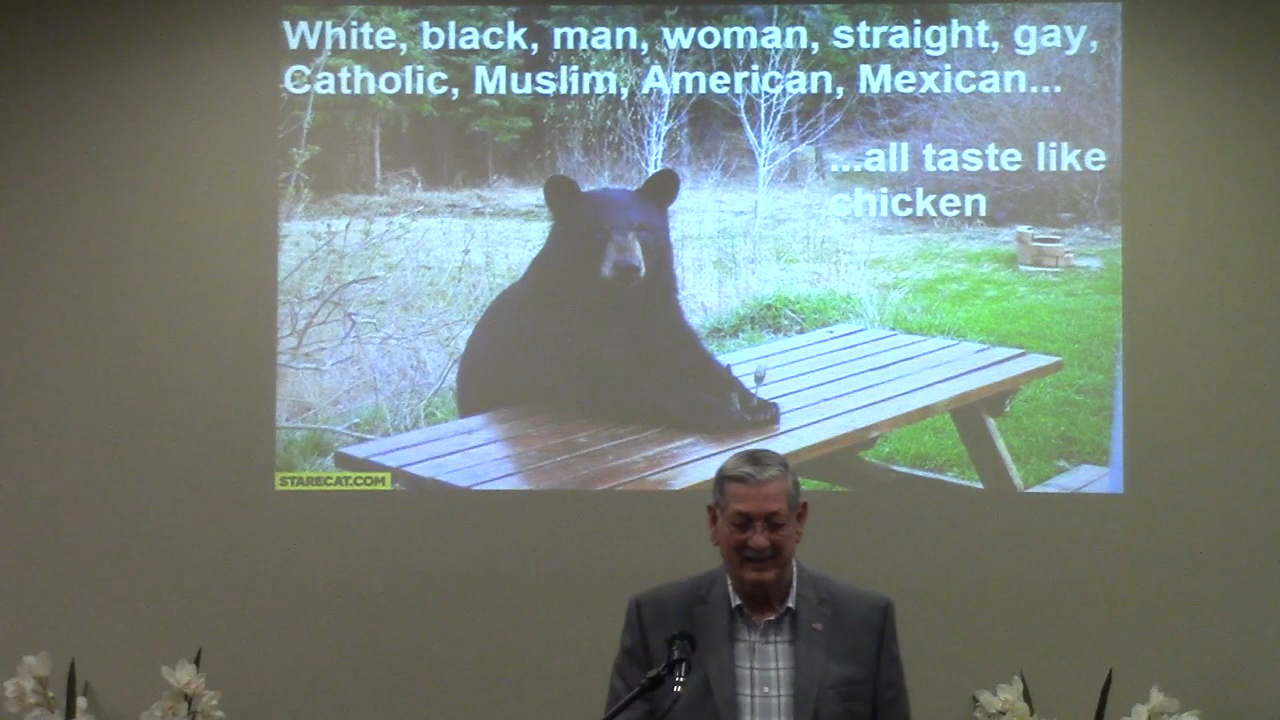 White, black, man, woman, straight, gay,
Catholic, Muslim, American, Mexican...
...all taste like
chicken
STARECAT.COM